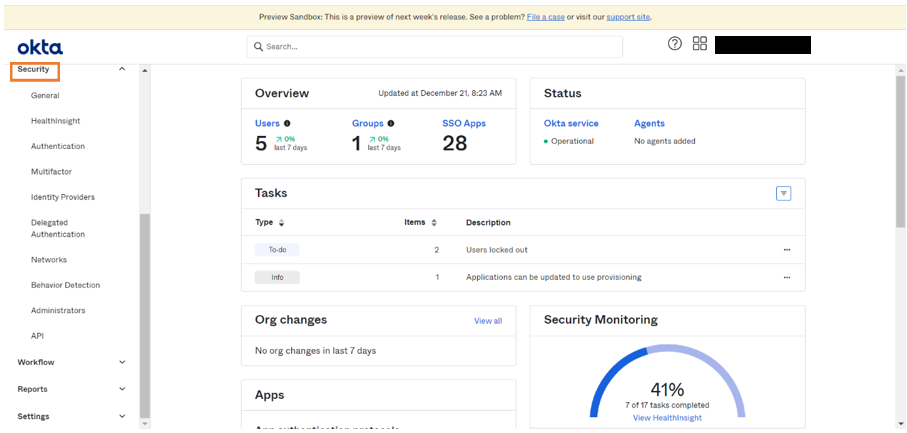 Preview Sandbox: This is a preview of next week's release. See a problem? File a case or visit our support site.
okta
Search...
Security
General
HealthInsight
Authentication
Multifactor
Identity Providers
Delegated
Authentication
Networks
Behavior Detection
Administrators
API
Workflow
Reports
Settings
Overview
Updated at December 21, 8:23 AM
Users
Groups
SSO Apps
5
0%
last 7 days
1
0%
last 7 days
28
Status
Okta service
Agents
Operational
No agents added
Tasks
Type Items Description
To-do 2 Users locked out
Info 1 Applications can be updated to use provisioning
Org changes
View all
No org changes in last 7 days
Apps
App authentication protocols
Security Monitoring
41%
7 of 17 tasks completed
View HealthInsight